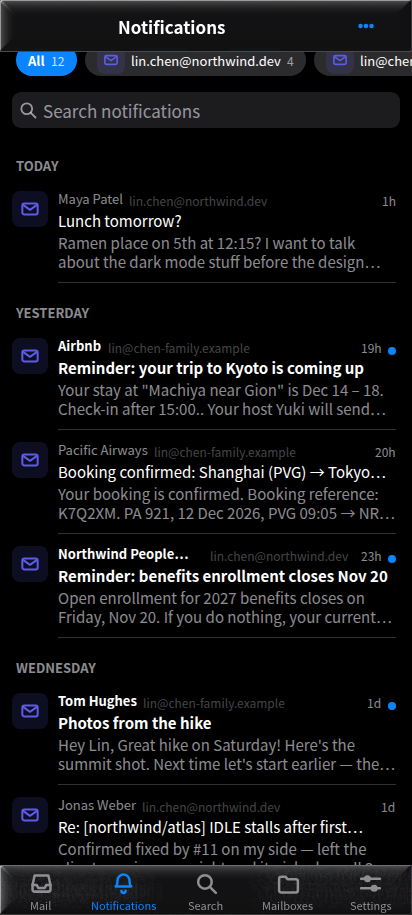 Notifications
All 12
lin.chen@northwind.dev 4
lin@chen
Search notifications
TODAY
Maya Patel lin.chen@northwind.dev 1h
Lunch tomorrow?
Ramen place on 5th at 12:15? I want to talk
about the dark mode stuff before the design…
YESTERDAY
Airbnb lin@chen-family.example 19h
Reminder: your trip to Kyoto is coming up
Your stay at "Machiya near Gion" is Dec 14 – 18.
Check-in after 15:00.. Your host Yuki will send…
Pacific Airways lin@chen-family.example 20h
Booking confirmed: Shanghai (PVG) → Tokyo…
Your booking is confirmed. Booking reference:
K7Q2XM. PA 921, 12 Dec 2026, PVG 09:05 → NR…
Northwind People… lin.chen@northwind.dev 23h
Reminder: benefits enrollment closes Nov 20
Open enrollment for 2027 benefits closes on
Friday, Nov 20. If you do nothing, your current…
WEDNESDAY
Tom Hughes lin@chen-family.example 1d
Photos from the hike
Hey Lin, Great hike on Saturday! Here's the
summit shot. Next time let's start earlier — the…
Jonas Weber lin.chen@northwind.dev 1d
Re: [northwind/atlas] IDLE stalls after first…
Confirmed fixed by #11 on my side — left the
Mail
Notifications
Search
Mailboxes
Settings